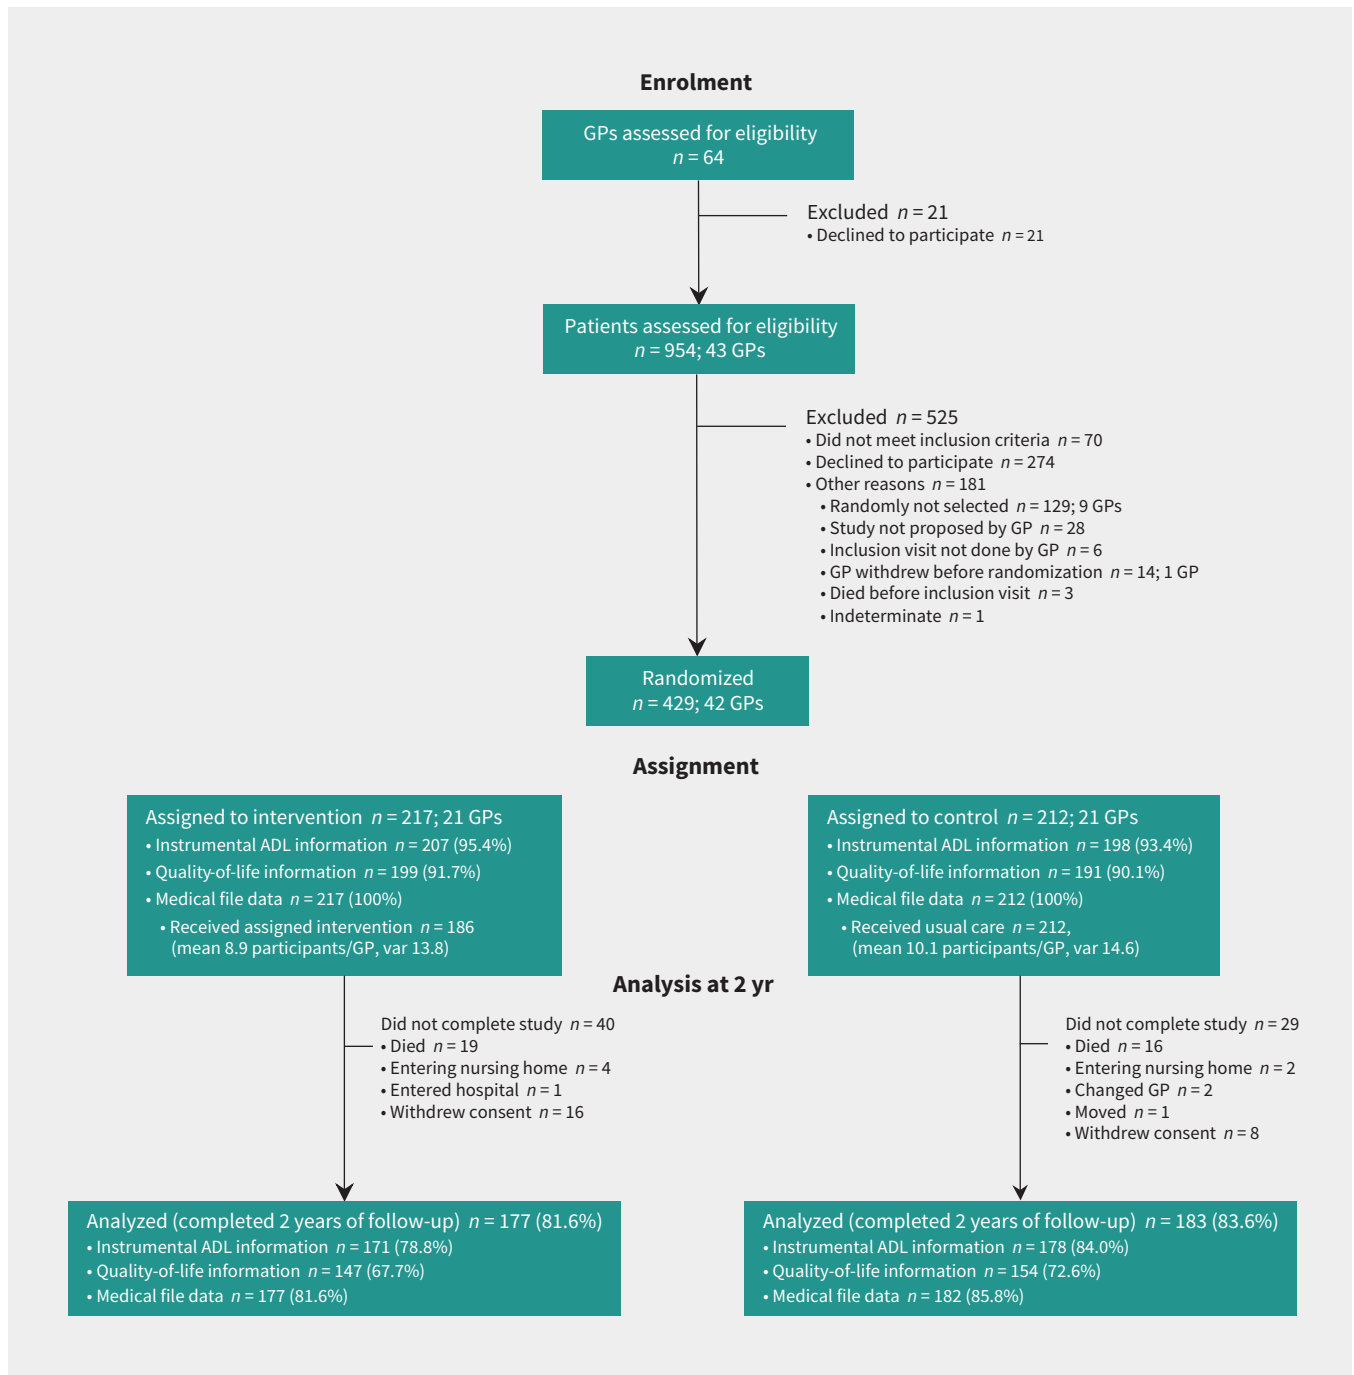 Enrolment
GPs assessed for eligibility
n = 64
Excluded n = 21
• Declined to participate n = 21
Patients assessed for eligibility
n = 954; 43 GPs
Excluded n = 525
• Did not meet inclusion criteria n = 70
• Declined to participate n = 274
• Other reasons n = 181
• Randomly not selected n = 129; 9 GPs
• Study not proposed by GP n = 28
• Inclusion visit not done by GP n = 6
• GP withdrew before randomization n = 14; 1 GP
• Died before inclusion visit n = 3
• Indeterminate n = 1
Randomized
n = 429; 42 GPs
Assignment
Assigned to intervention n = 217; 21 GPs
• Instrumental ADL information n = 207 (95.4%)
• Quality-of-life information n = 199 (91.7%)
• Medical file data n = 217 (100%)
• Received assigned intervention n = 186
(mean 8.9 participants/GP, var 13.8)
Assigned to control n = 212; 21 GPs
• Instrumental ADL information n = 198 (93.4%)
• Quality-of-life information n = 191 (90.1%)
• Medical file data n = 212 (100%)
• Received usual care n = 212,
(mean 10.1 participants/GP, var 14.6)
Analysis at 2 yr
Did not complete study n = 40
• Died n = 19
• Entering nursing home n = 4
• Entered hospital n = 1
• Withdrew consent n = 16
Did not complete study n = 29
• Died n = 16
• Entering nursing home n = 2
• Changed GP n = 2
• Moved n = 1
• Withdrew consent n = 8
Analyzed (completed 2 years of follow-up) n = 177 (81.6%)
• Instrumental ADL information n = 171 (78.8%)
• Quality-of-life information n = 147 (67.7%)
• Medical file data n = 177 (81.6%)
Analyzed (completed 2 years of follow-up) n = 183 (83.6%)
• Instrumental ADL information n = 178 (84.0%)
• Quality-of-life information n = 154 (72.6%)
• Medical file data n = 182 (85.8%)